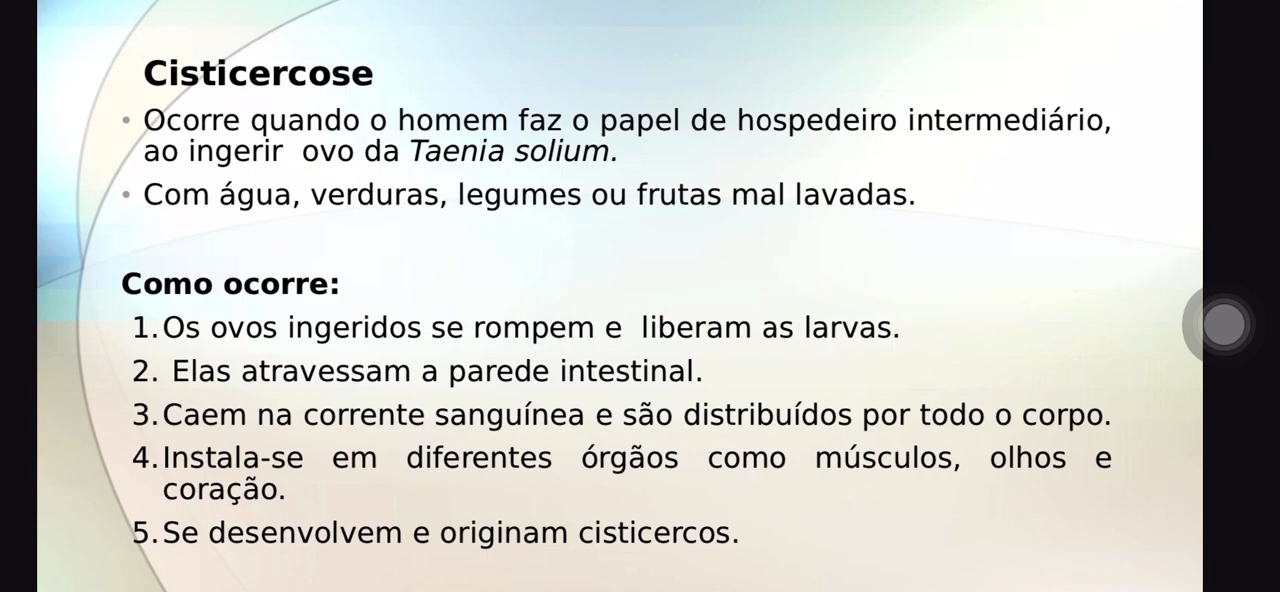 Cisticercose
• Ocorre quando o homem faz o papel de hospedeiro intermediário,
ao ingerir ovo da Taenia solium.
• Com água, verduras, legumes ou frutas mal lavadas.
Como ocorre:
1. Os ovos ingeridos se rompem e liberam as larvas.
2. Elas atravessam a parede intestinal.
3. Caem na corrente sanguínea e são distribuídos por todo o corpo.
4. Instala-se em diferentes órgãos como músculos, olhos e
coração.
5. Se desenvolvem e originam cisticercos.